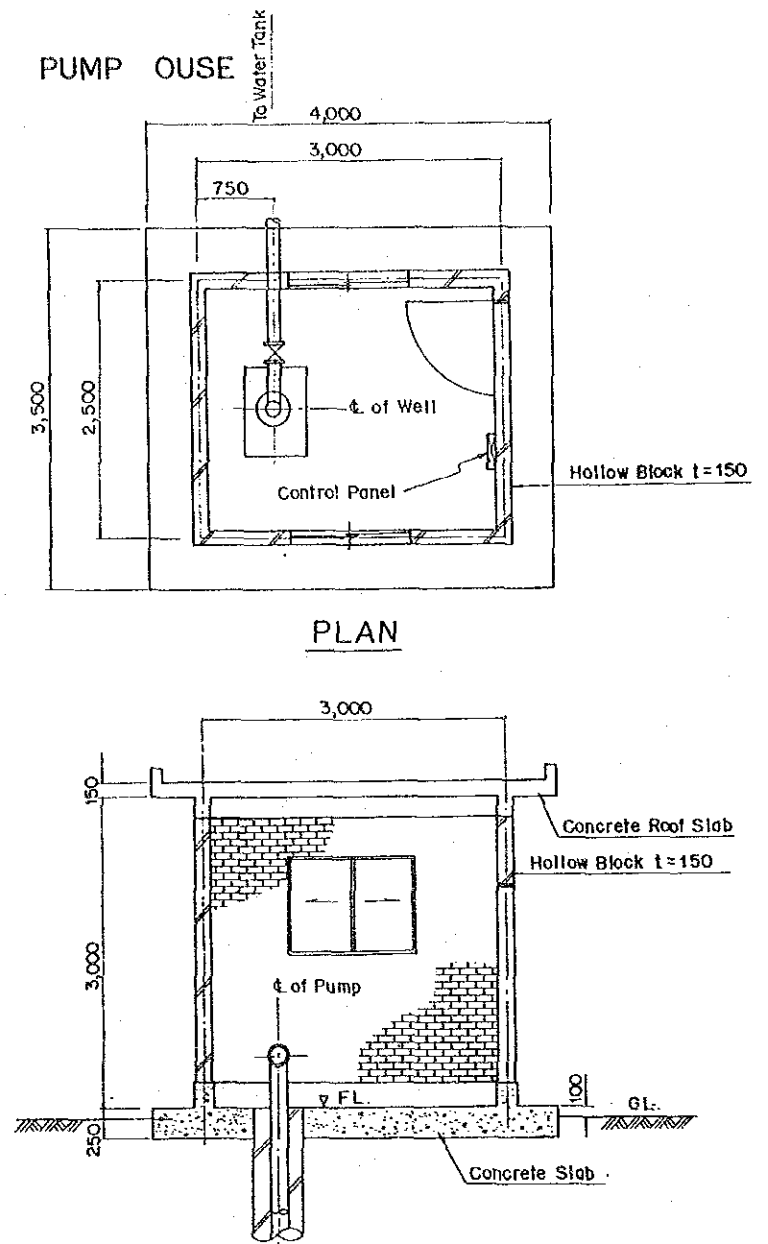 PUMP OUSE
To Water Tank
4,000
3,000
750
3,500
2,500
℄ of Well
Control Panel
Hollow Block t=150
PLAN
3,000
150
Concrete Roof Slab
Hollow Block t=150
3,000
℄ of Pump
FL.
100
GL.
250
Concrete Slab